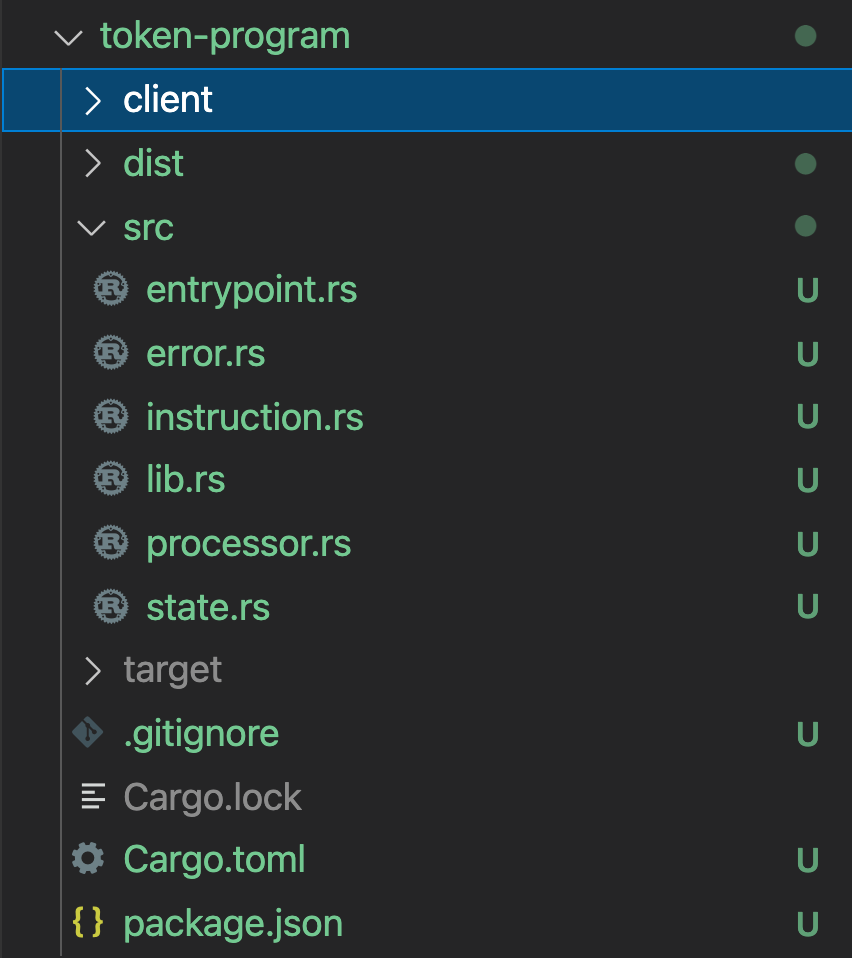 token-program
client
dist
src
entrypoint.rs U
error.rs U
instruction.rs U
lib.rs U
processor.rs U
state.rs U
target
.gitignore U
Cargo.lock
Cargo.toml U
{} package.json U